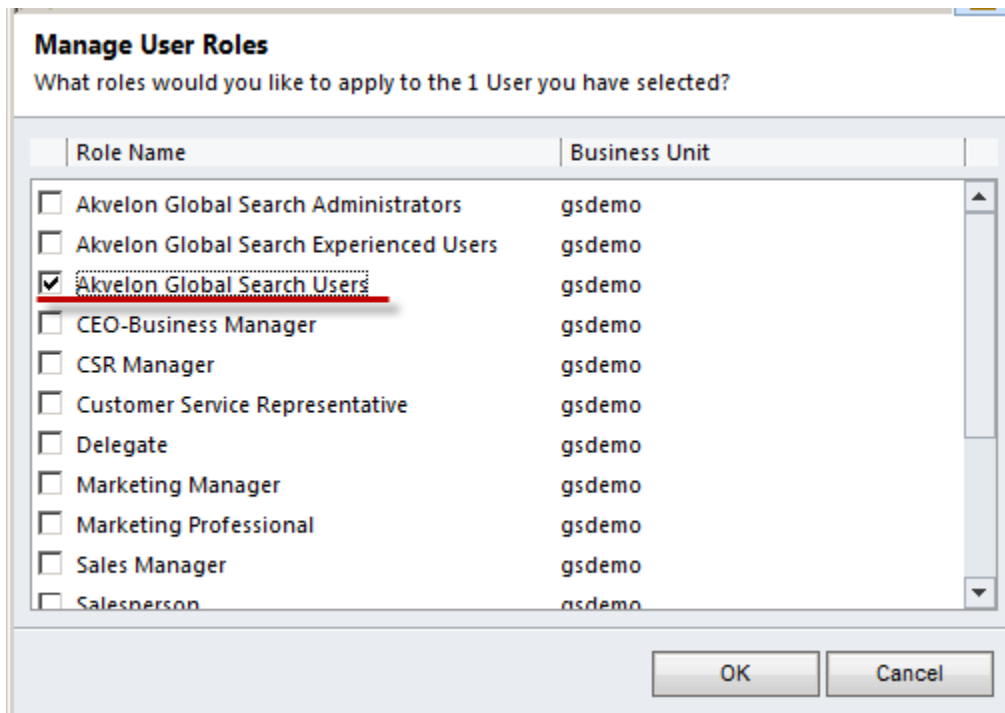 Manage User Roles
What roles would you like to apply to the 1 User you have selected?
Role Name Business Unit
Akvelon Global Search Administrators gsdemo
Akvelon Global Search Experienced Users gsdemo
Akvelon Global Search Users gsdemo
CEO-Business Manager gsdemo
CSR Manager gsdemo
Customer Service Representative gsdemo
Delegate gsdemo
Marketing Manager gsdemo
Marketing Professional gsdemo
Sales Manager gsdemo
Salesperson gsdemo
OK Cancel